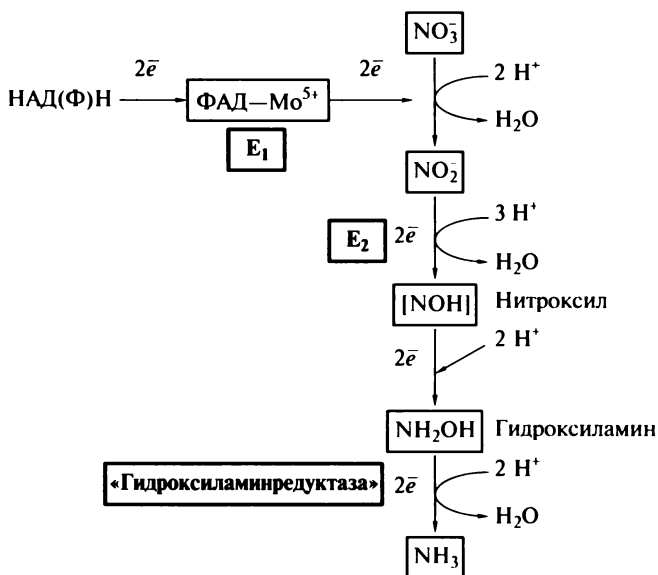 NO₃⁻
2 H⁺
H₂O
НАД(Ф)Н
2e̅
ФАД—Mo⁵⁺
2e̅
E₁
NO₂⁻
3 H⁺
H₂O
E₂
2e̅
[NOH]
Нитроксил
2 H⁺
2e̅
NH₂OH
Гидроксиламин
2 H⁺
H₂O
«Гидроксиламинредуктаза»
2e̅
NH₃